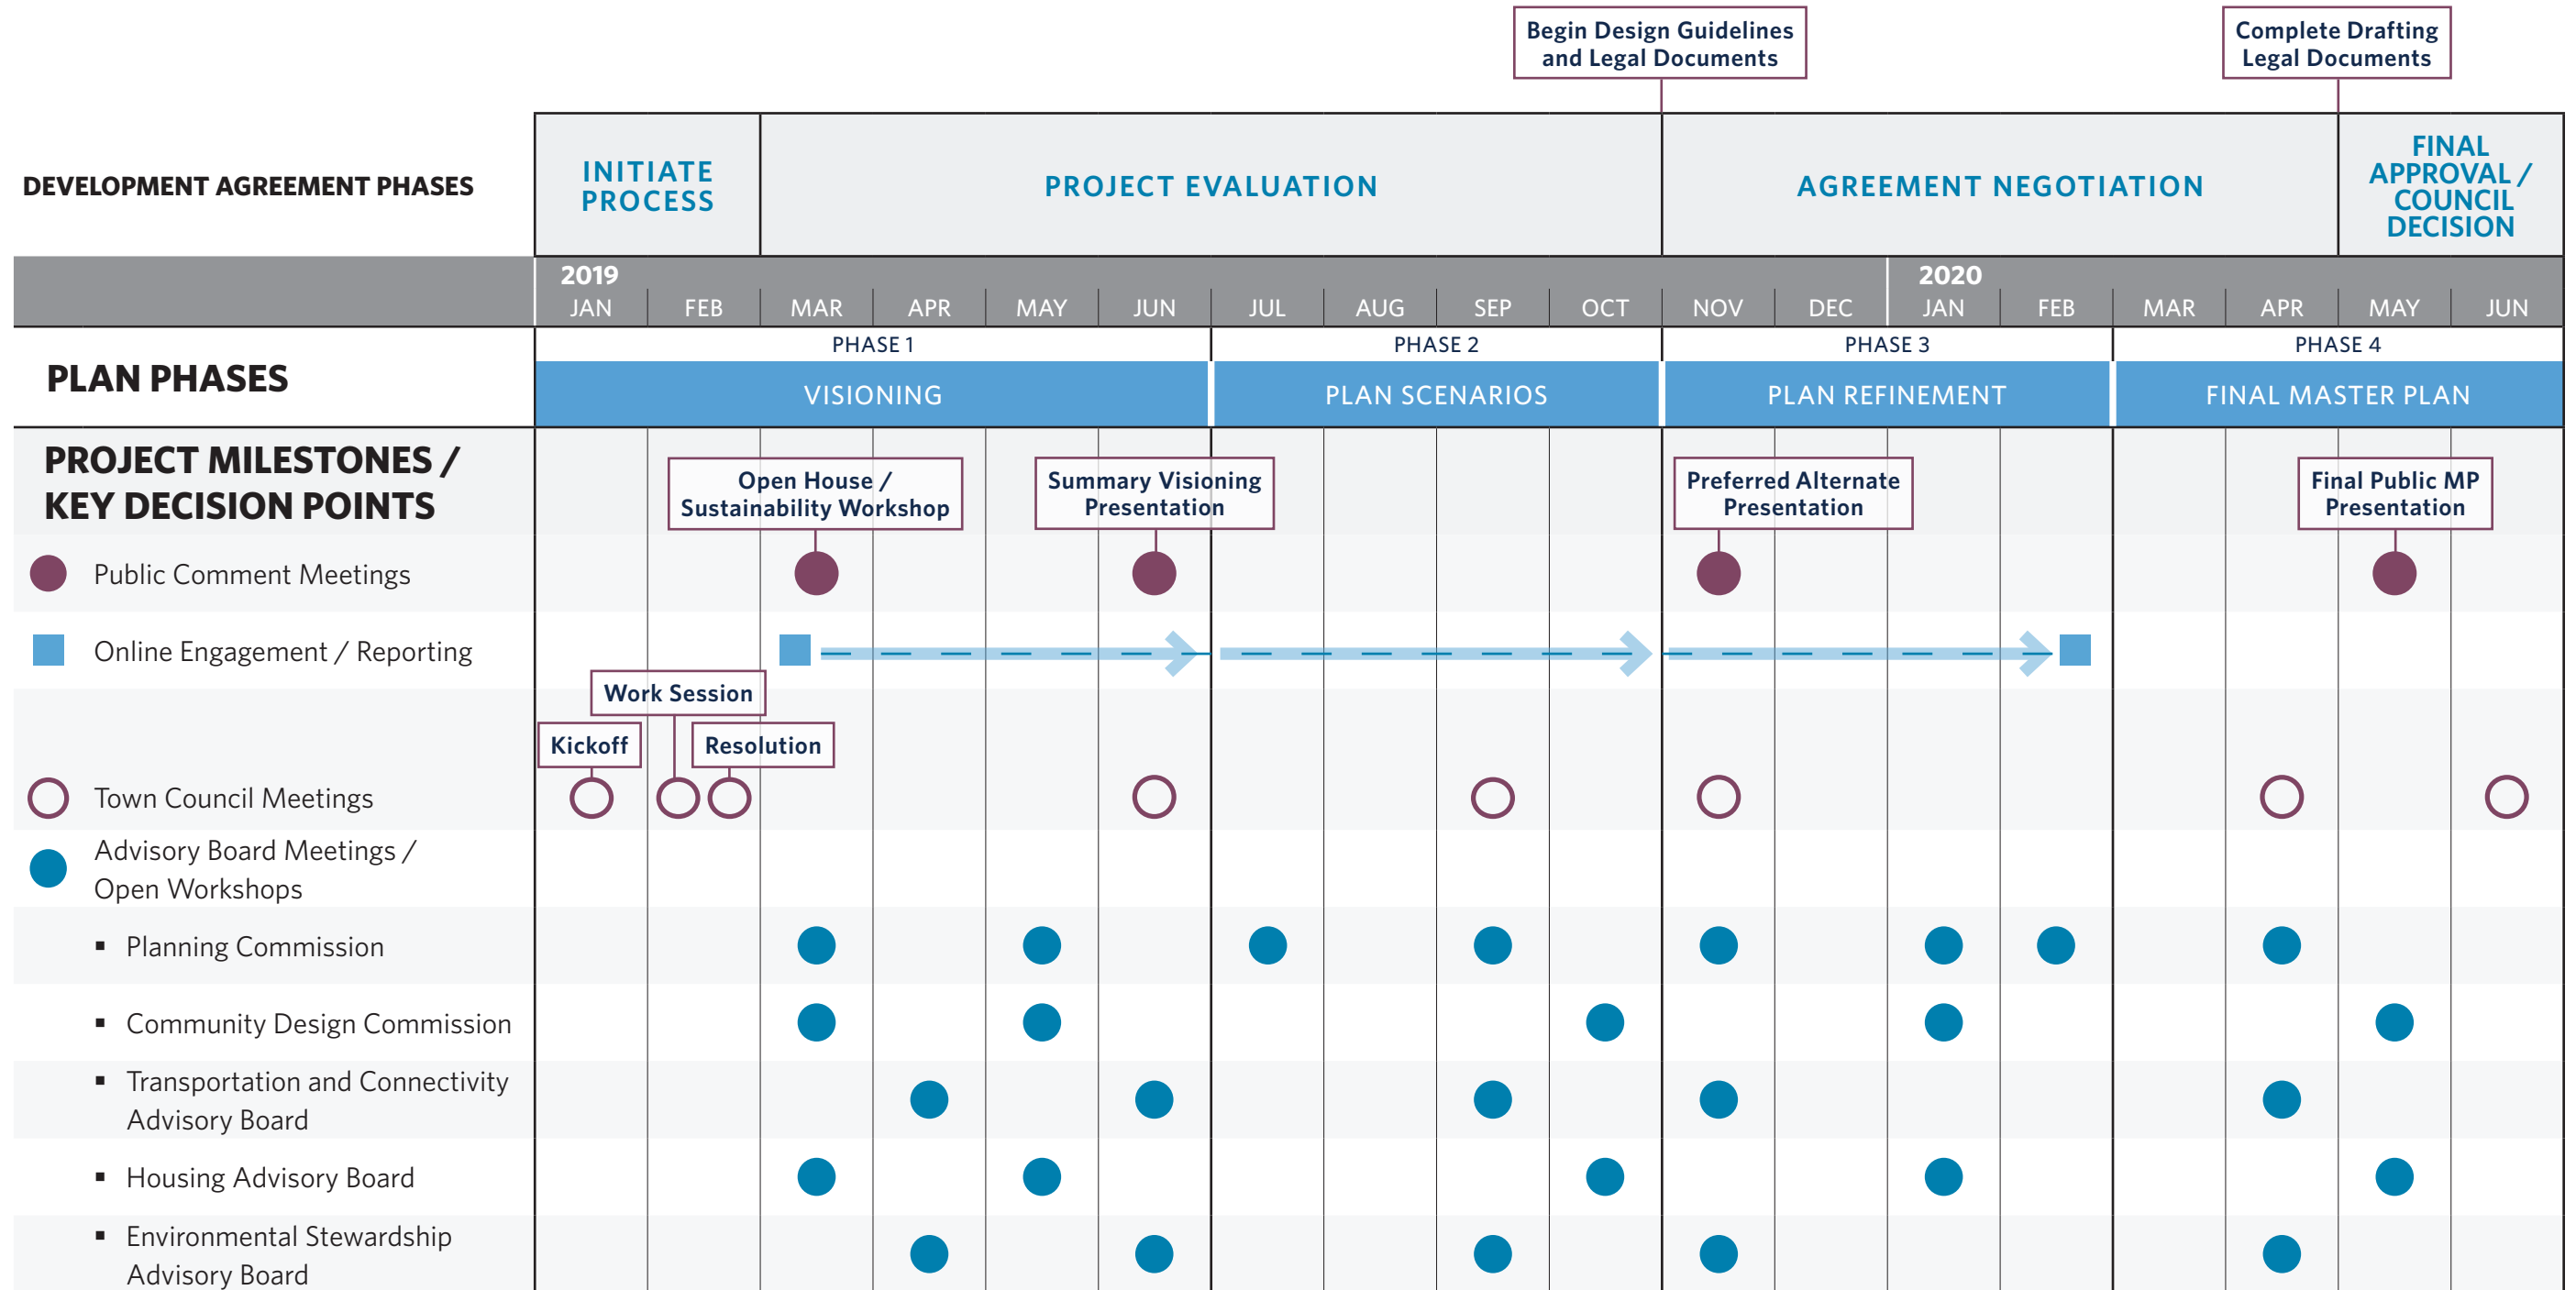 Begin Design Guidelines
and Legal Documents
Complete Drafting
Legal Documents
DEVELOPMENT AGREEMENT PHASES
INITIATE
PROCESS
PROJECT EVALUATION
AGREEMENT NEGOTIATION
FINAL
APPROVAL /
COUNCIL
DECISION
2019
2020
JAN FEB MAR APR MAY JUN JUL AUG SEP OCT NOV DEC JAN FEB MAR APR MAY JUN
PLAN PHASES
PHASE 1
PHASE 2
PHASE 3
PHASE 4
VISIONING
PLAN SCENARIOS
PLAN REFINEMENT
FINAL MASTER PLAN
PROJECT MILESTONES /
KEY DECISION POINTS
Open House /
Sustainability Workshop
Summary Visioning
Presentation
Preferred Alternate
Presentation
Final Public MP
Presentation
Public Comment Meetings
Online Engagement / Reporting
Work Session
Kickoff
Resolution
Town Council Meetings
Advisory Board Meetings /
Open Workshops
▪ Planning Commission
▪ Community Design Commission
▪ Transportation and Connectivity
Advisory Board
▪ Housing Advisory Board
▪ Environmental Stewardship
Advisory Board